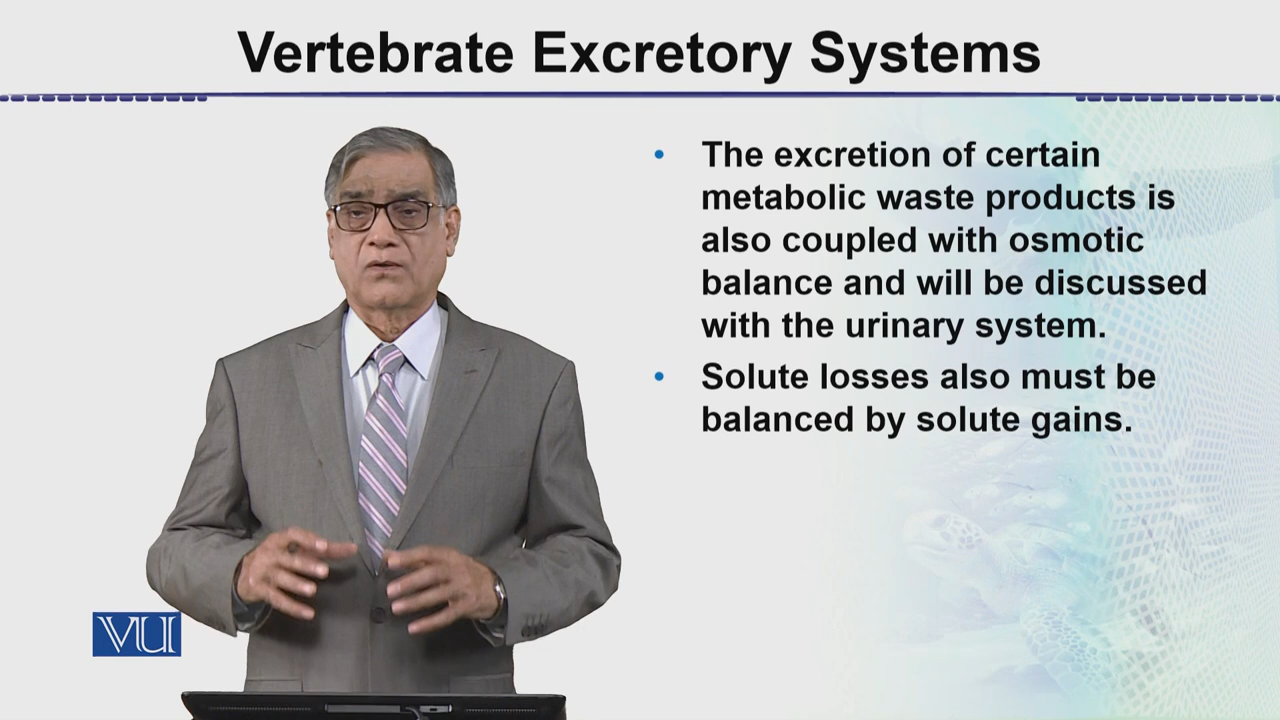 Vertebrate Excretory Systems
• The excretion of certain
metabolic waste products is
also coupled with osmotic
balance and will be discussed
with the urinary system.
• Solute losses also must be
balanced by solute gains.
VU